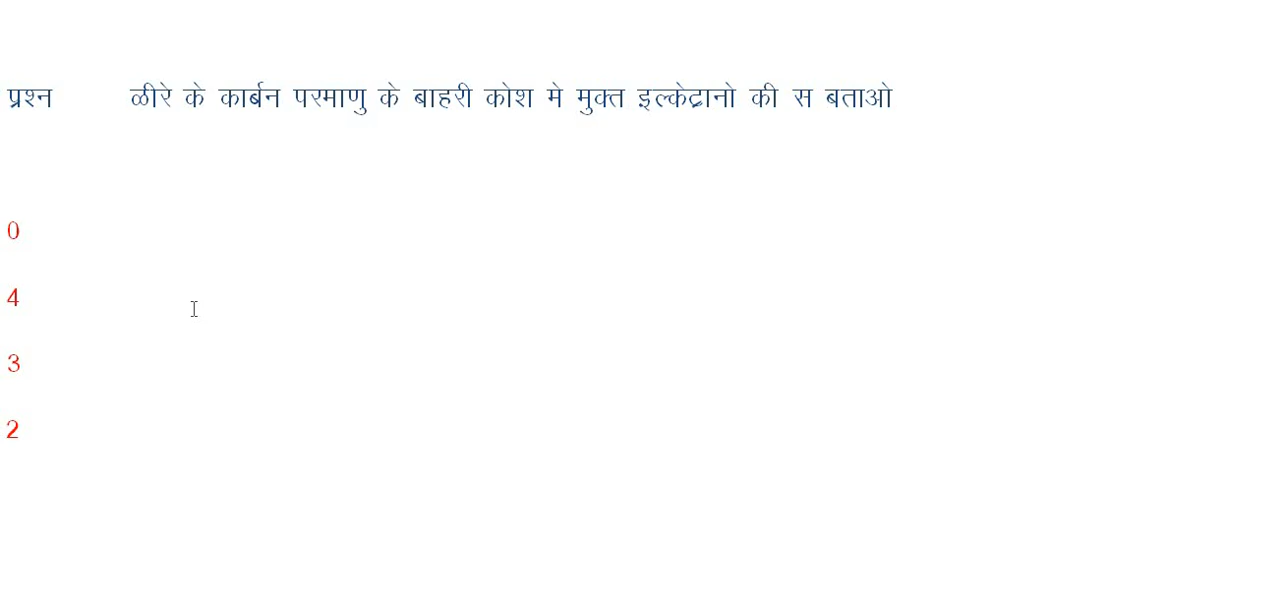 प्रश्न ळीरे के कार्बन परमाणु के बाहरी कोश मे मुक्त इल्केट्रानो की स बताओ
0
4
3
2